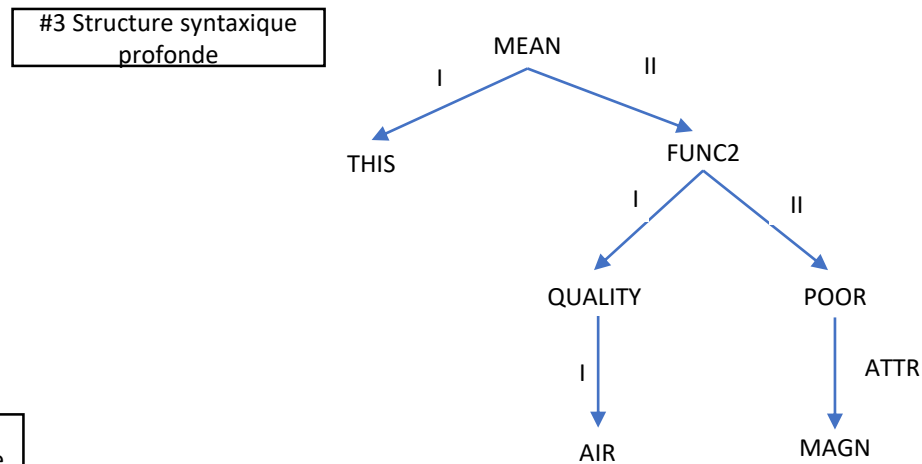 #3 Structure syntaxique
profonde
MEAN
I
II
THIS
FUNC2
I
II
QUALITY
POOR
I
ATTR
AIR
MAGN